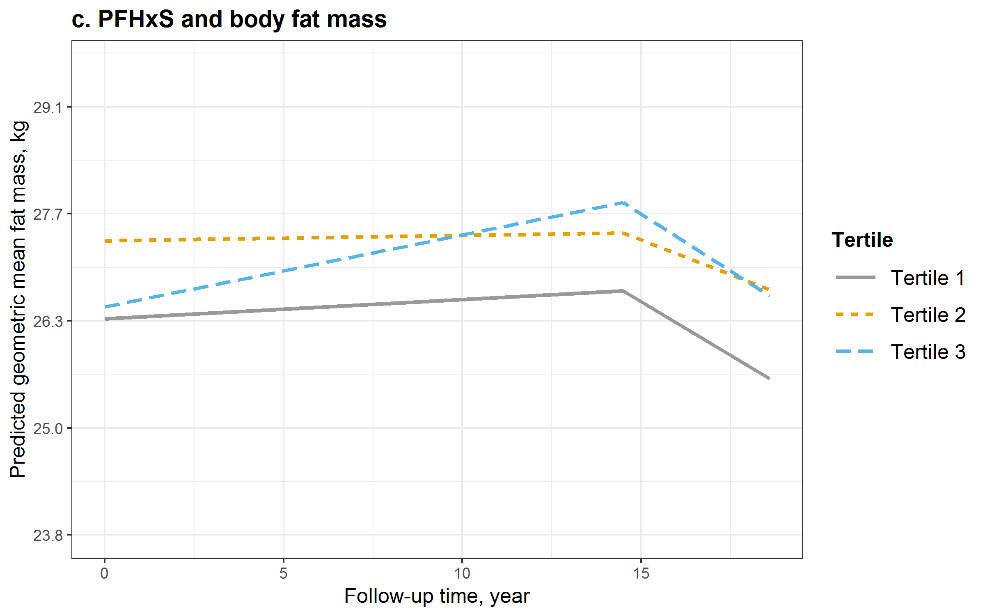 c. PFHxS and body fat mass
Predicted geometric mean fat mass, kg
29.1
27.7
26.3
25.0
23.8
0
5
10
15
Follow-up time, year
Tertile
Tertile 1
Tertile 2
Tertile 3